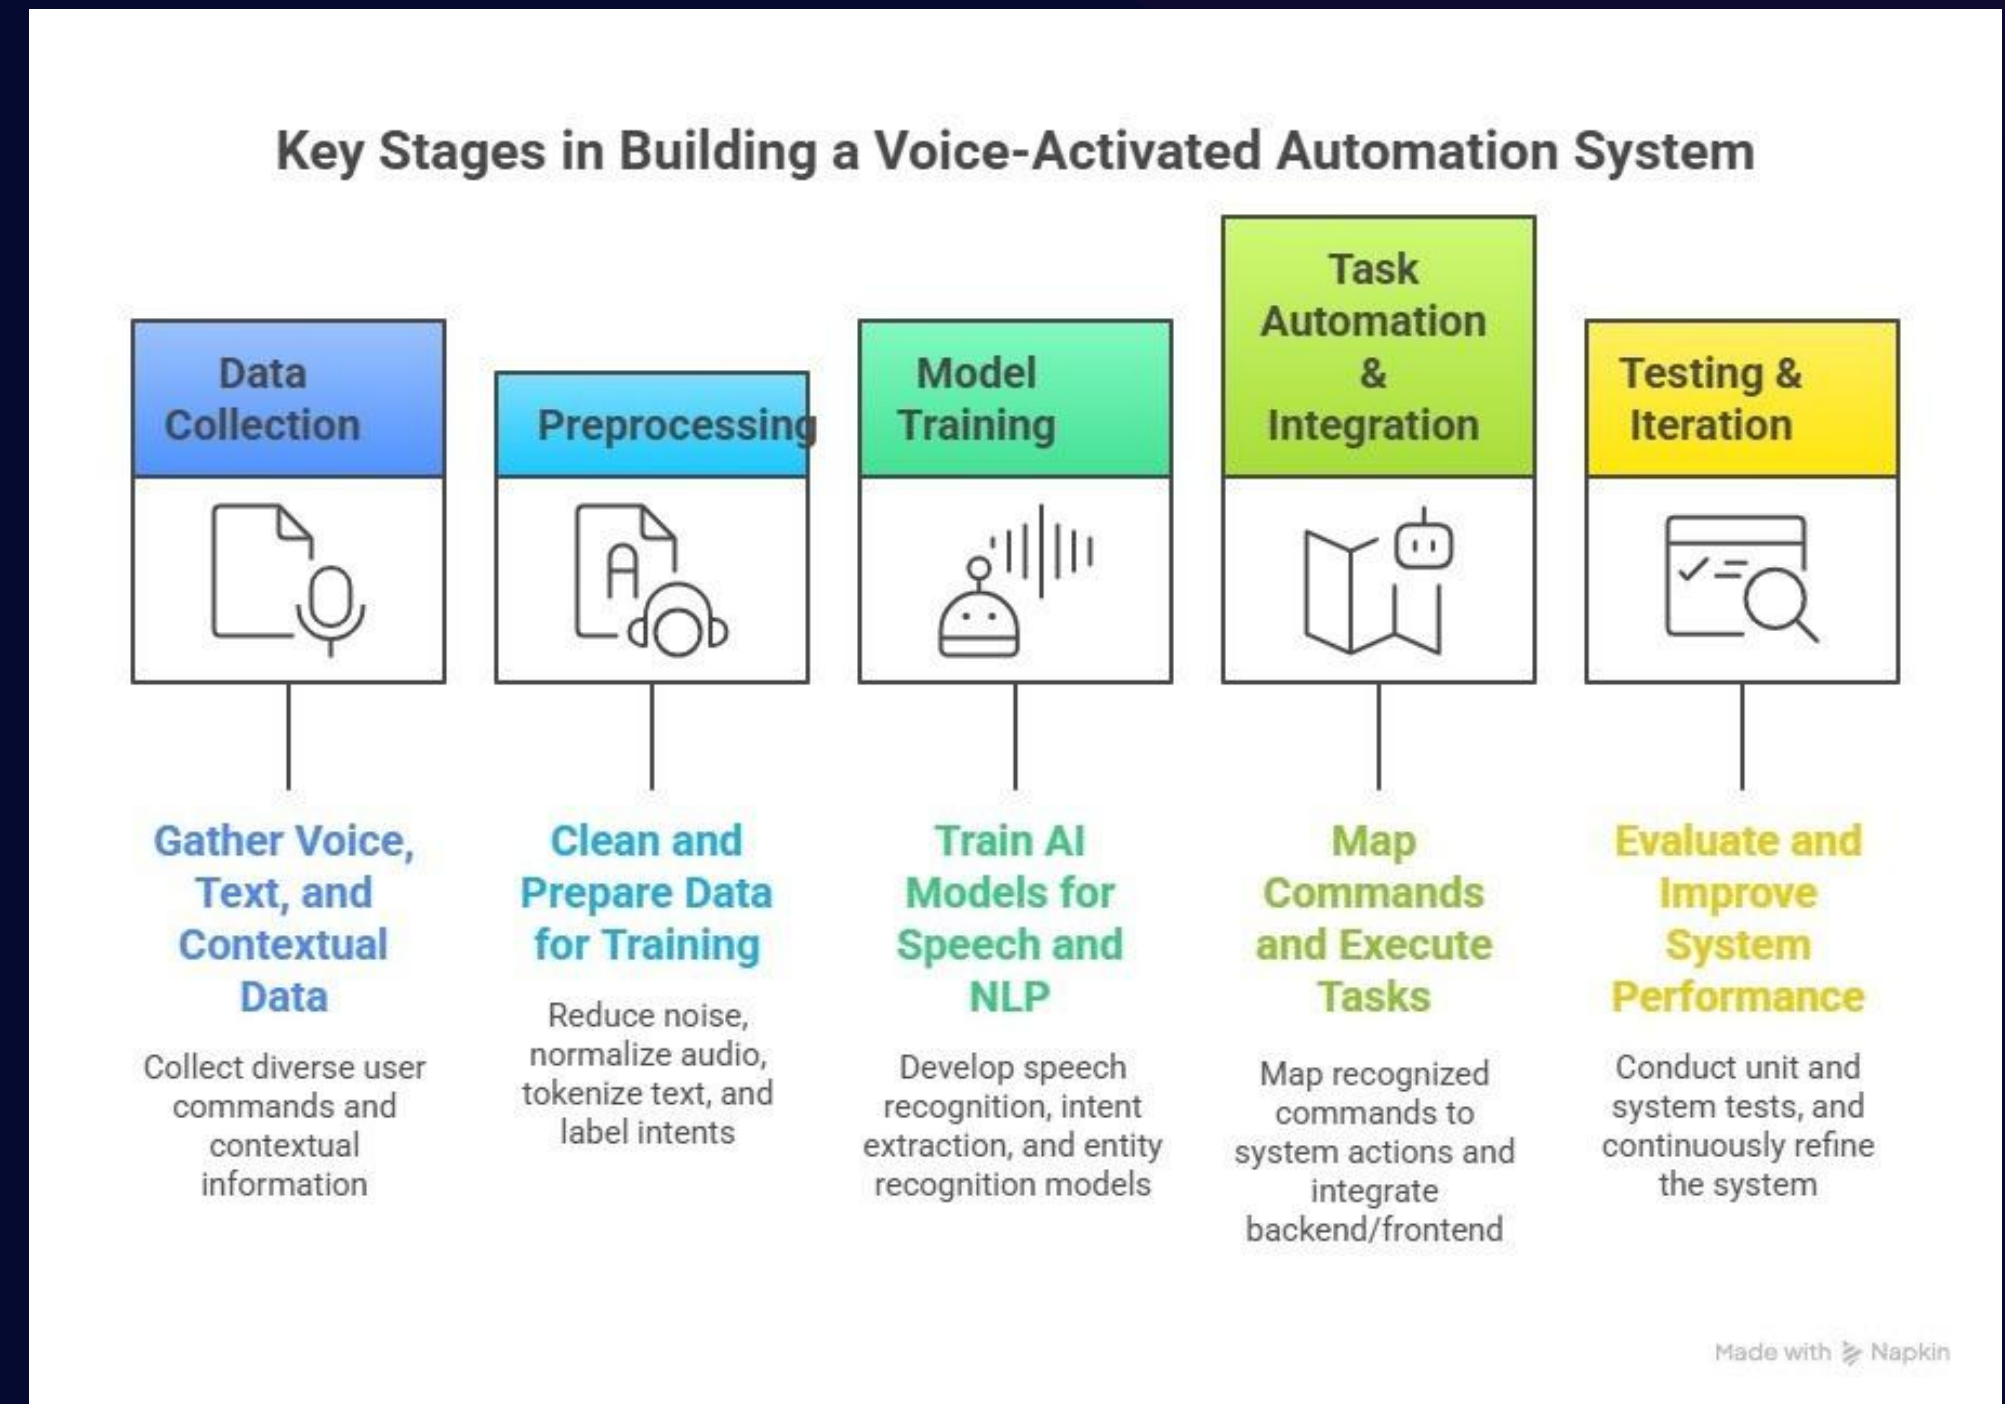 Key Stages in Building a Voice-Activated Automation System
Data
Collection
Preprocessing
Model
Training
Task
Automation
&
Integration
Testing &
Iteration
A
Gather Voice,
Text, and
Contextual
Data
Collect diverse user
commands and
contextual
information
Clean and
Prepare Data
for Training
Reduce noise,
normalize audio,
tokenize text, and
label intents
Train AI
Models for
Speech and
NLP
Develop speech
recognition, intent
extraction, and entity
recognition models
Map
Commands
and Execute
Tasks
Map recognized
commands to
system actions and
integrate
backend/frontend
Evaluate and
Improve
System
Performance
Conduct unit and
system tests, and
continuously refine
the system
Made with Napkin